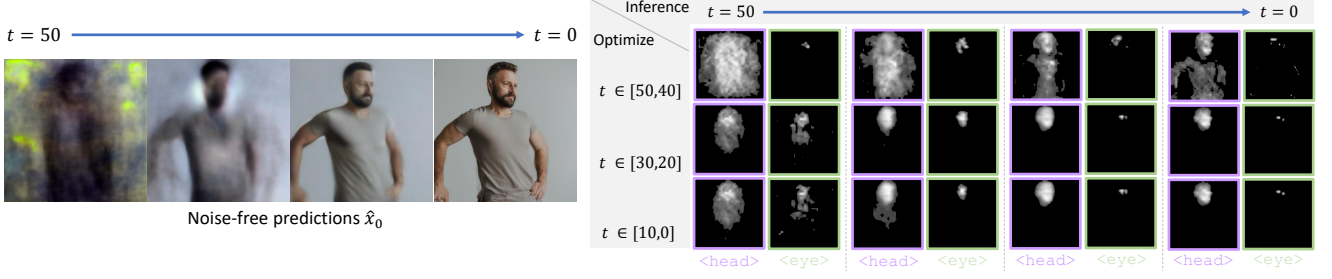 t = 50
t = 0
Noise-free predictions x̂₀
Inference
t = 50
t = 0
Optimize
t ∈ [50,40]
t ∈ [30,20]
t ∈ [10,0]
<head> <eye> <head> <eye> <head> <eye> <head> <eye>